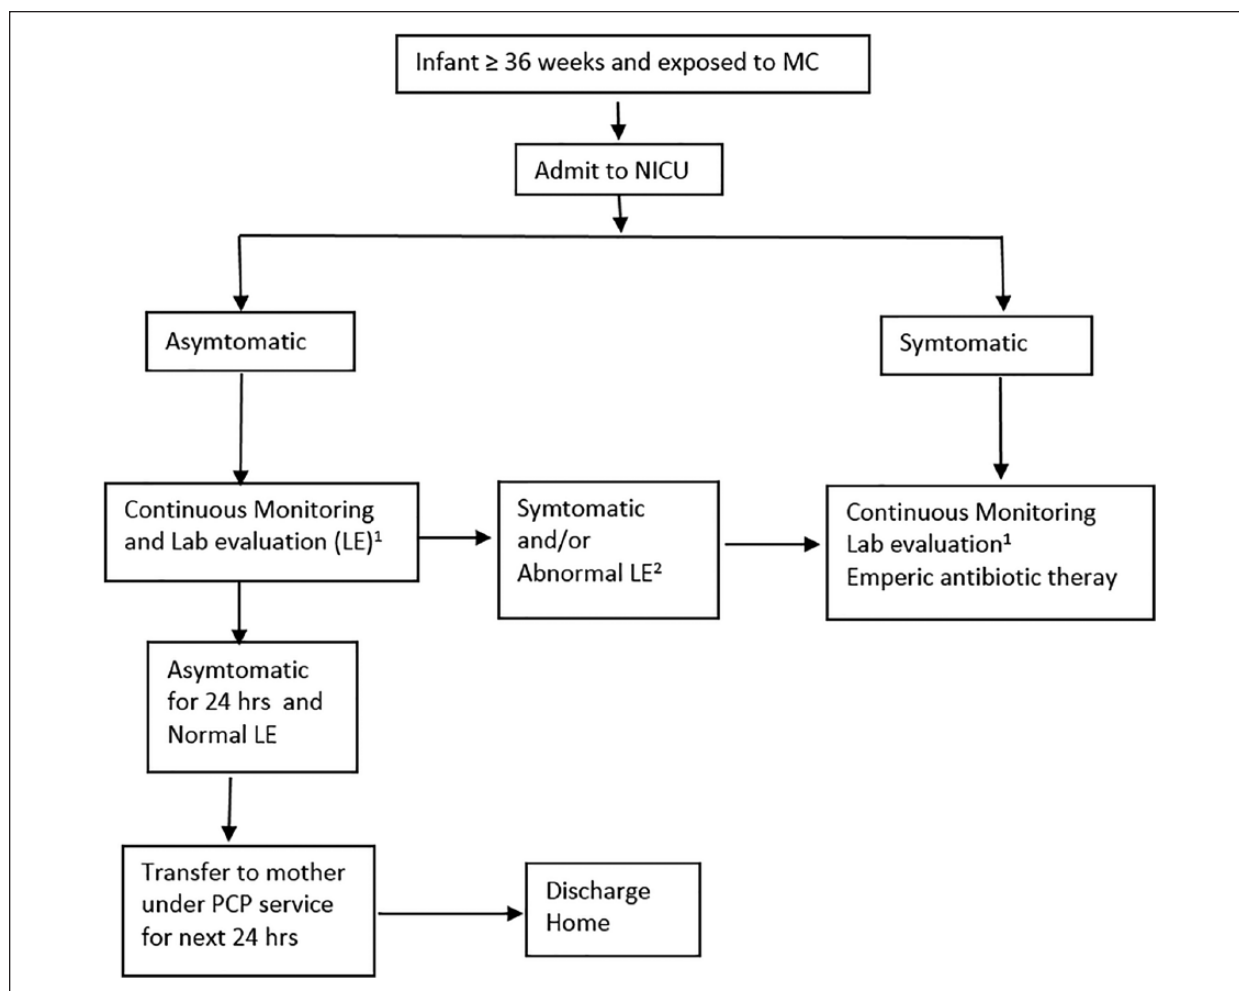 Infant ≥ 36 weeks and exposed to MC
Admit to NICU
Asymtomatic
Symtomatic
Continuous Monitoring
and Lab evaluation (LE)¹
Symtomatic
and/or
Abnormal LE²
Continuous Monitoring
Lab evaluation¹
Emperic antibiotic theray
Asymtomatic
for 24 hrs and
Normal LE
Transfer to mother
under PCP service
for next 24 hrs
Discharge
Home